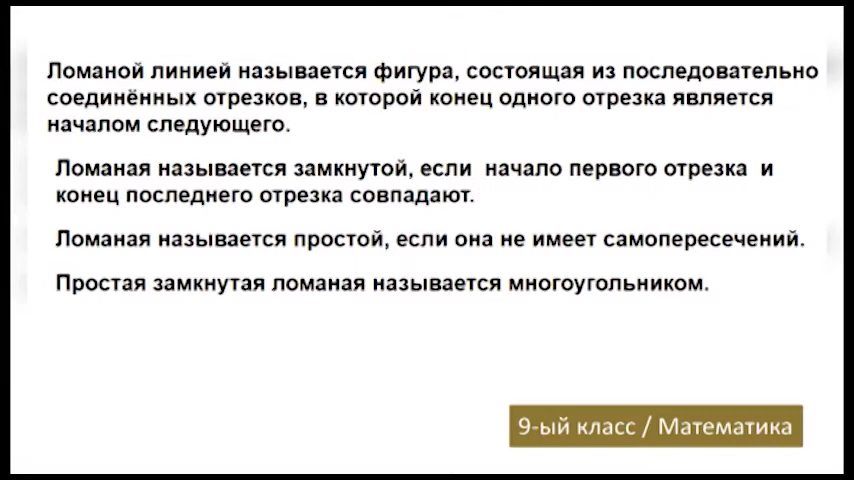 Ломаной линией называется фигура, состоящая из последовательно
соединённых отрезков, в которой конец одного отрезка является
началом следующего.
Ломаная называется замкнутой, если начало первого отрезка и
конец последнего отрезка совпадают.
Ломаная называется простой, если она не имеет самопересечений.
Простая замкнутая ломаная называется многоугольником.
9-ый класс / Математика